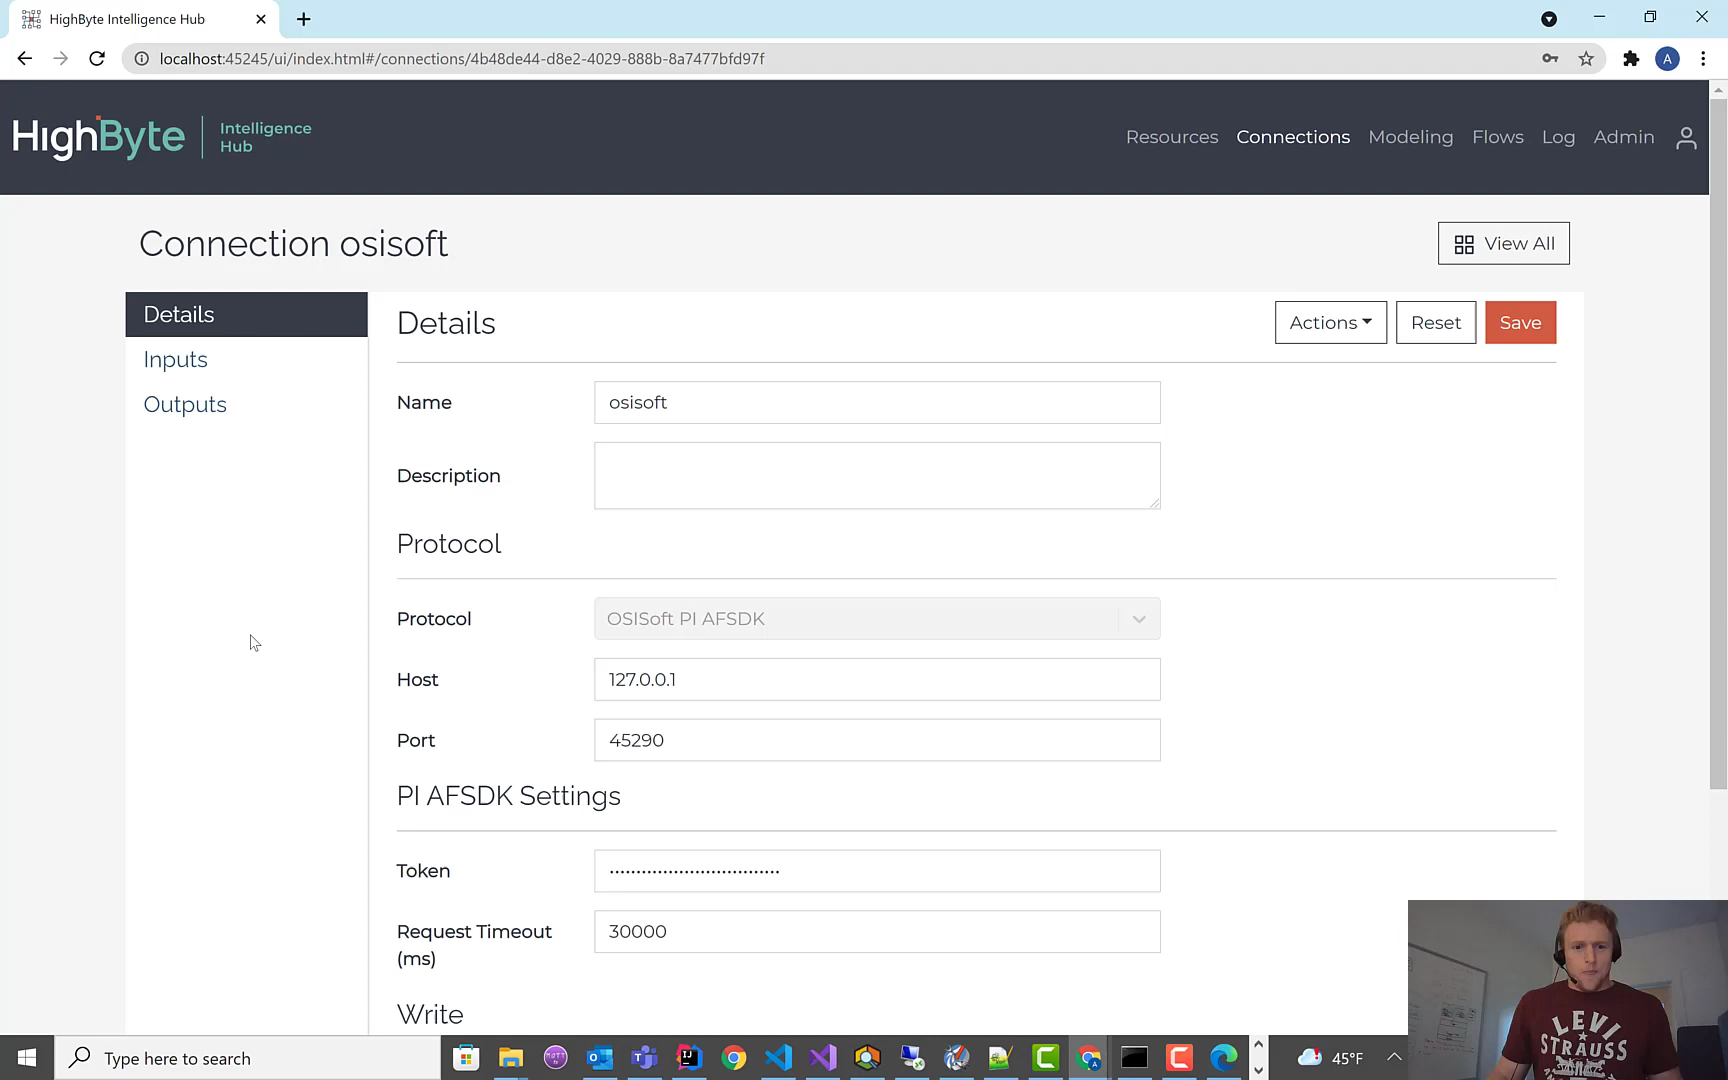 HighByte Intelligence Hub
localhost:45245/ui/index.html#/connections/4b48de44-d8e2-4029-888b-8a7477bfd97f
A
HighByte
Intelligence
Hub
Resources
Connections
Modeling
Flows
Log
Admin
Connection osisoft
View All
Details
Inputs
Outputs
Details
Actions
Reset
Save
Name
osisoft
Description
Protocol
Protocol
OSISoft PI AFSDK
Host
127.0.0.1
Port
45290
PI AFSDK Settings
Token
Request Timeout
(ms)
30000
Write
LEVI
STRAUSS
Type here to search
45°F